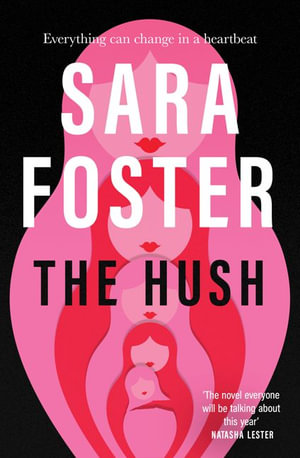 Everything can change in a heartbeat
SARA
FOSTER
THE HUSH
'The novel everyone
will be talking about
this year'
NATASHA LESTER